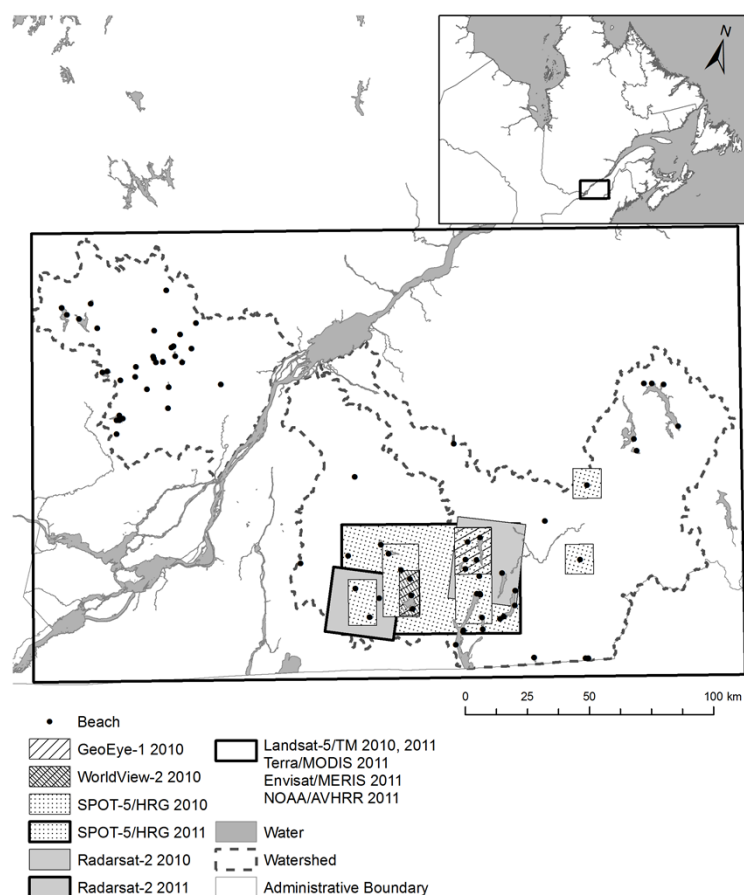 N
0 25 50 100 km
Beach
GeoEye-1 2010
WorldView-2 2010
SPOT-5/HRG 2010
SPOT-5/HRG 2011
Radarsat-2 2010
Radarsat-2 2011
Landsat-5/TM 2010, 2011
Terra/MODIS 2011
Envisat/MERIS 2011
NOAA/AVHRR 2011
Water
Watershed
Administrative Boundary